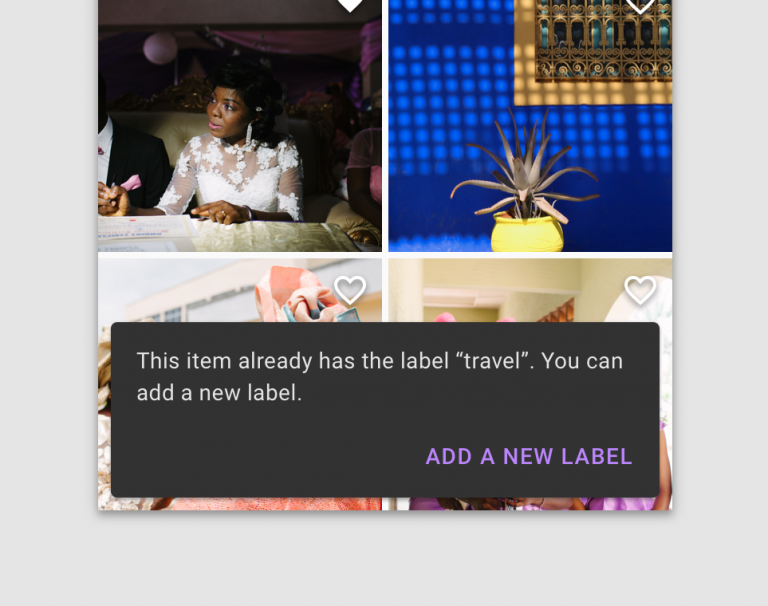 This item already has the label “travel”. You can
add a new label.
ADD A NEW LABEL